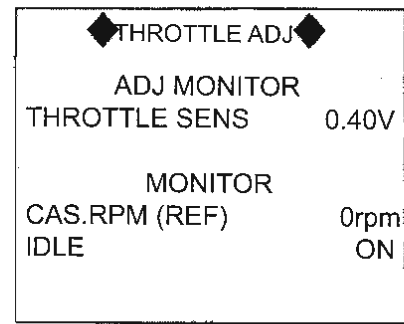 ◆THROTTLE ADJ◆
ADJ MONITOR
THROTTLE SENS 0.40V
MONITOR
CAS.RPM (REF) 0rpm
IDLE ON